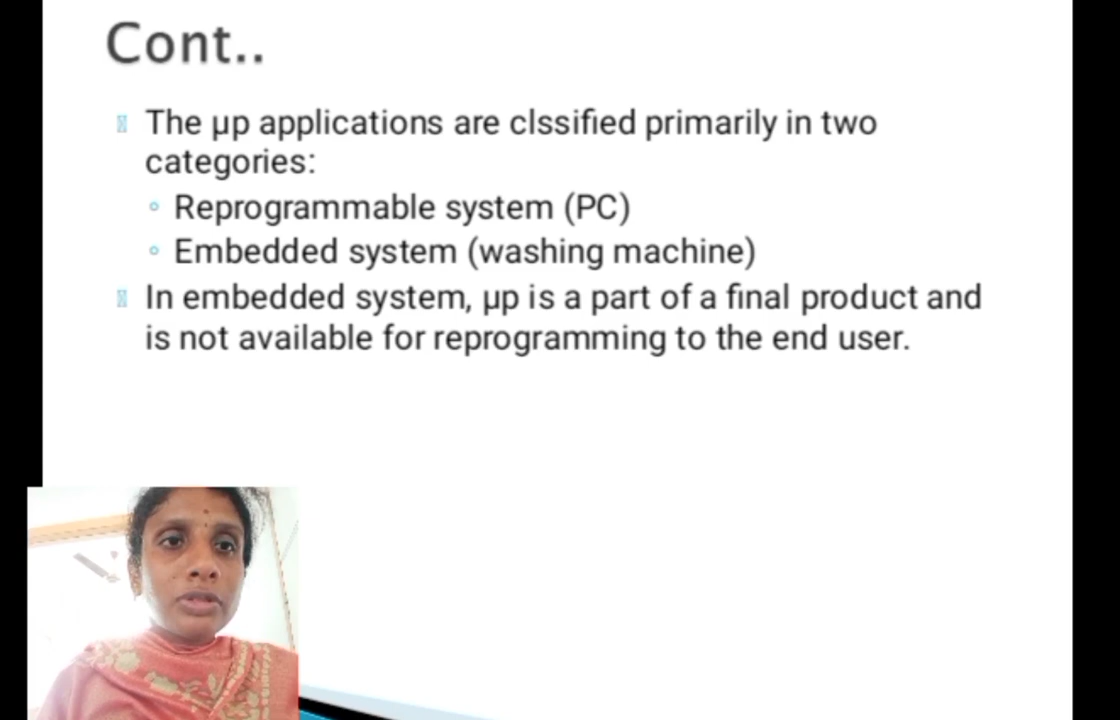 Cont..
The µp applications are clssified primarily in two
categories:
Reprogrammable system (PC)
Embedded system (washing machine)
In embedded system, µp is a part of a final product and
is not available for reprogramming to the end user.